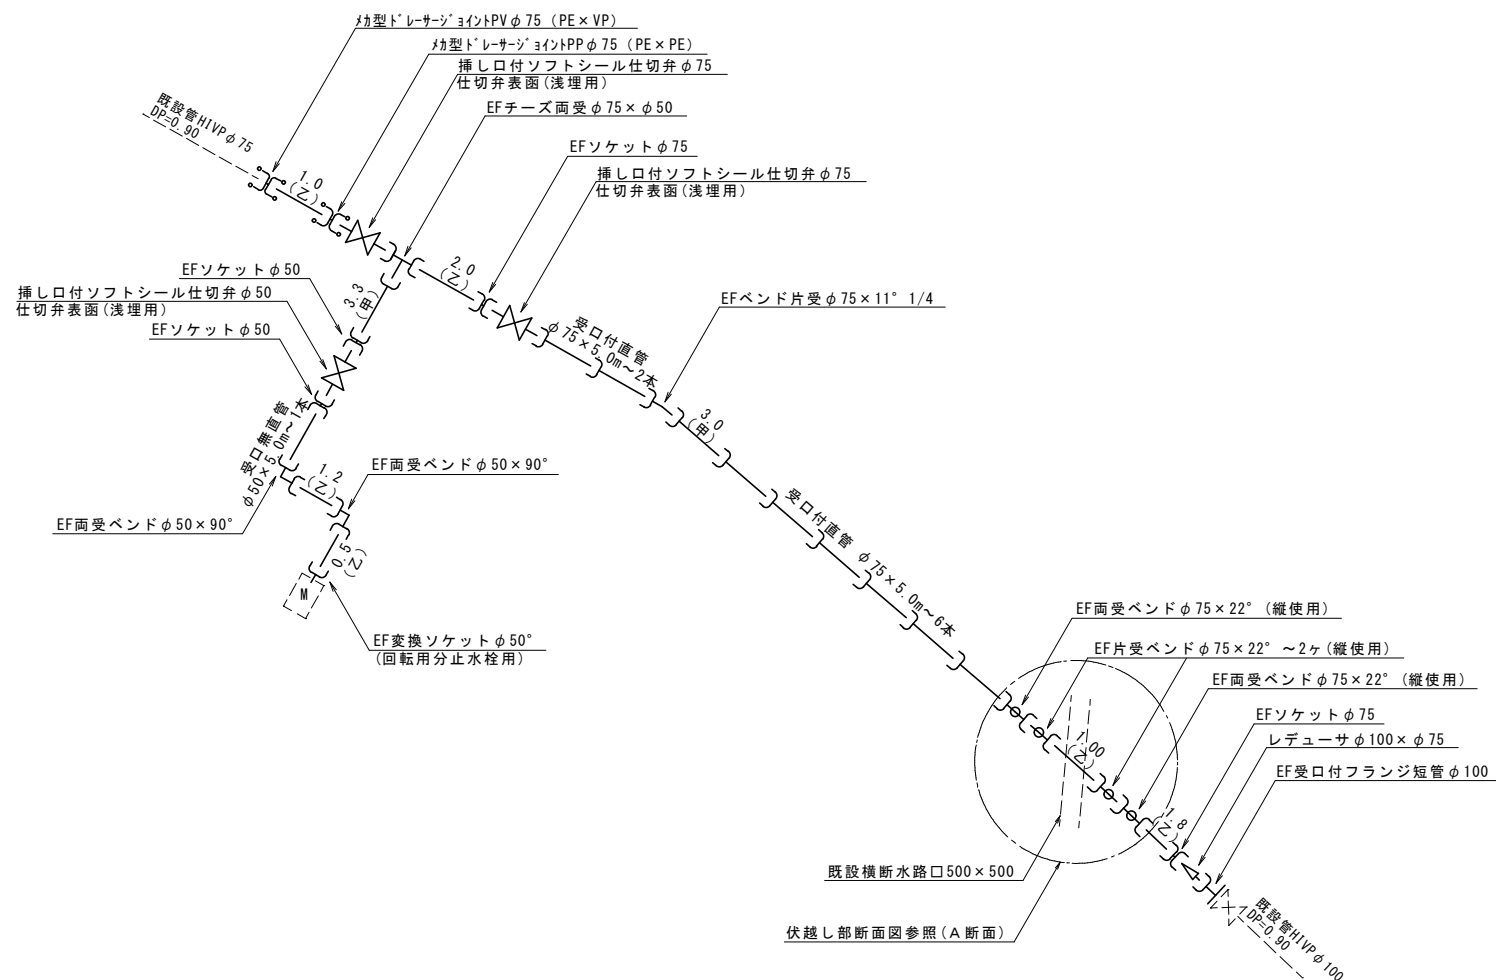 ﾒｶ型ﾄﾞﾚｰｻｰｼﾞｮｲﾝﾄPVφ75 (PE×VP)
ﾒｶ型ﾄﾞﾚｰｻｰｼﾞｮｲﾝﾄPPφ75 (PE×PE)
挿し口付ソフトシール仕切弁φ75
仕切弁表函(浅埋用)
EFチーズ両受φ75×φ50
既設管HIVPφ75
DP=0.90
EFソケットφ75
挿し口付ソフトシール仕切弁φ75
仕切弁表函(浅埋用)
1.0
(乙)
2.0
(乙)
EFソケットφ50
3.3
(甲)
挿し口付ソフトシール仕切弁φ50
仕切弁表函(浅埋用)
EFソケットφ50
EFベンド片受φ75×11° 1/4
受口付直管
φ75×5.0m～2本
3.0
(甲)
受口無直管
φ50×5.0m～1本
1.2
(乙)
EF両受ベンドφ50×90°
EF両受ベンドφ50×90°
0.5
(乙)
M
EF変換ソケットφ50°
(回転用分止水栓用)
受口付直管 φ75×5.0m～6本
EF両受ベンドφ75×22° (縦使用)
EF片受ベンドφ75×22° ～2ヶ(縦使用)
EF両受ベンドφ75×22° (縦使用)
EFソケットφ75
レデューサφ100×φ75
EF受口付フランジ短管φ100
1.00
(乙)
1.8
(乙)
既設横断水路口500×500
伏越し部断面図参照(A断面)
既設管HIVPφ100
DP=0.90